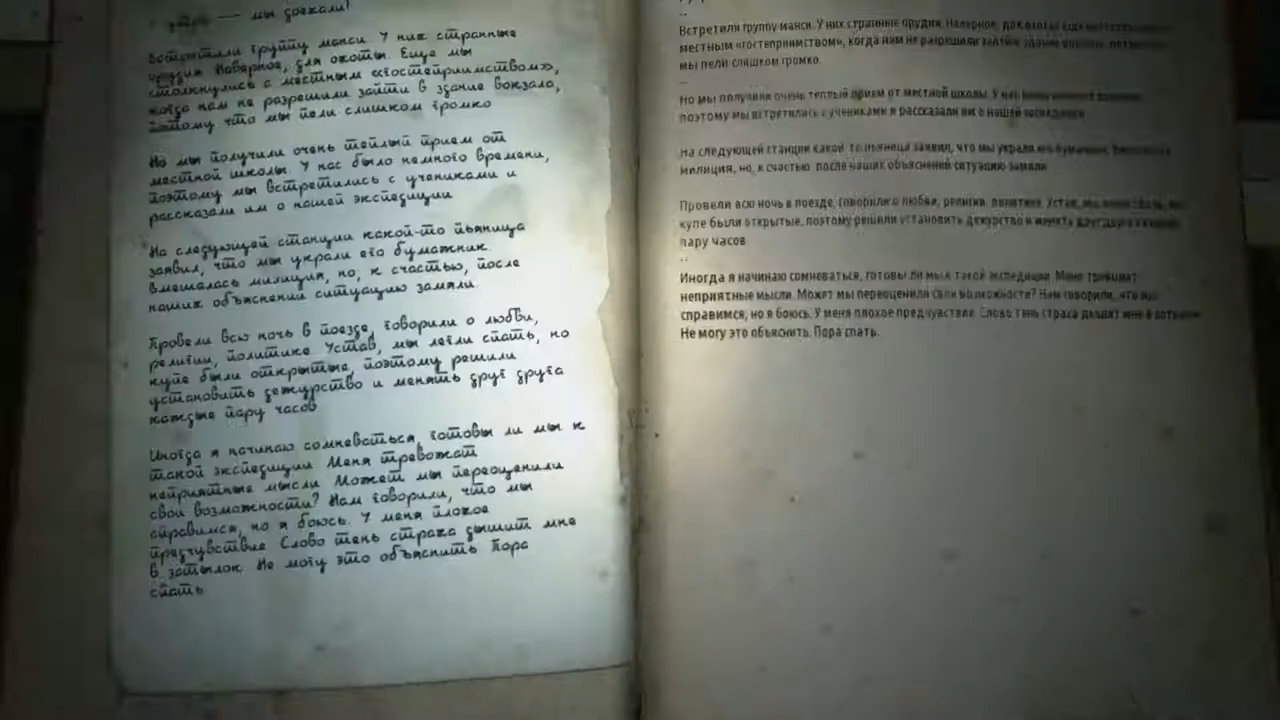 утра — мы доехали!
Встретили группу манси У них странные
орудия Наверное, для охоты. Еще мы
столкнулись с местным «гостеприимством»,
когда нам не разрешили зайти в здание вокзала,
потому что мы пели слишком громко
Но мы получили очень теплый прием от
местной школы. У нас было немного времени,
поэтому мы встретились с учениками и
рассказали им о нашей экспедиции
На следующей станции какой-то пьяница
заявил, что мы украли его бумажник.
Вмешалась милиция, но, к счастью, после
наших объяснений ситуацию замяли.
Провели всю ночь в поезде, говорили о любви,
религии, политике Устав, мы легли спать, но
купе были открытые, поэтому решили
установить дежурство и менять друг друга
каждые пару часов
Иногда я начинаю сомневаться, готовы ли мы к
такой экспедиции Меня тревожат
неприятные мысли Может мы переоценили
свои возможности? Нам говорили, что мы
справимся, но я боюсь. У меня плохое
предчувствие Слово тень страха дышит мне
в затылок Не могу это объяснить Пора
спать
Встретили группу манси. У них странные орудия. Наверное, для охоты. Еще
местным «гостеприимством», когда нам не разрешили зайти в здание вокзала,
мы пели слишком громко.
Но мы получили очень теплый прием от местной школы. У нас было немного времени,
поэтому мы встретились с учениками и рассказали им о нашей экспедиции.
На следующей станции какой-то пьяница заявил, что мы украли его бумажник. Вмешалась
милиция, но, к счастью, после наших объяснений ситуацию замяли.
Провели всю ночь в поезде, говорили о любви, религии, политике. Устав, мы легли спать, но
купе были открытые, поэтому решили установить дежурство и менять друг друга каждые
пару часов.
Иногда я начинаю сомневаться, готовы ли мы к такой экспедиции. Меня тревожат
неприятные мысли. Может мы переоценили свои возможности? Нам говорили, что мы
справимся, но я боюсь. У меня плохое предчувствие. Слово тень страха дышит мне в затылок.
Не могу это объяснить. Пора спать.